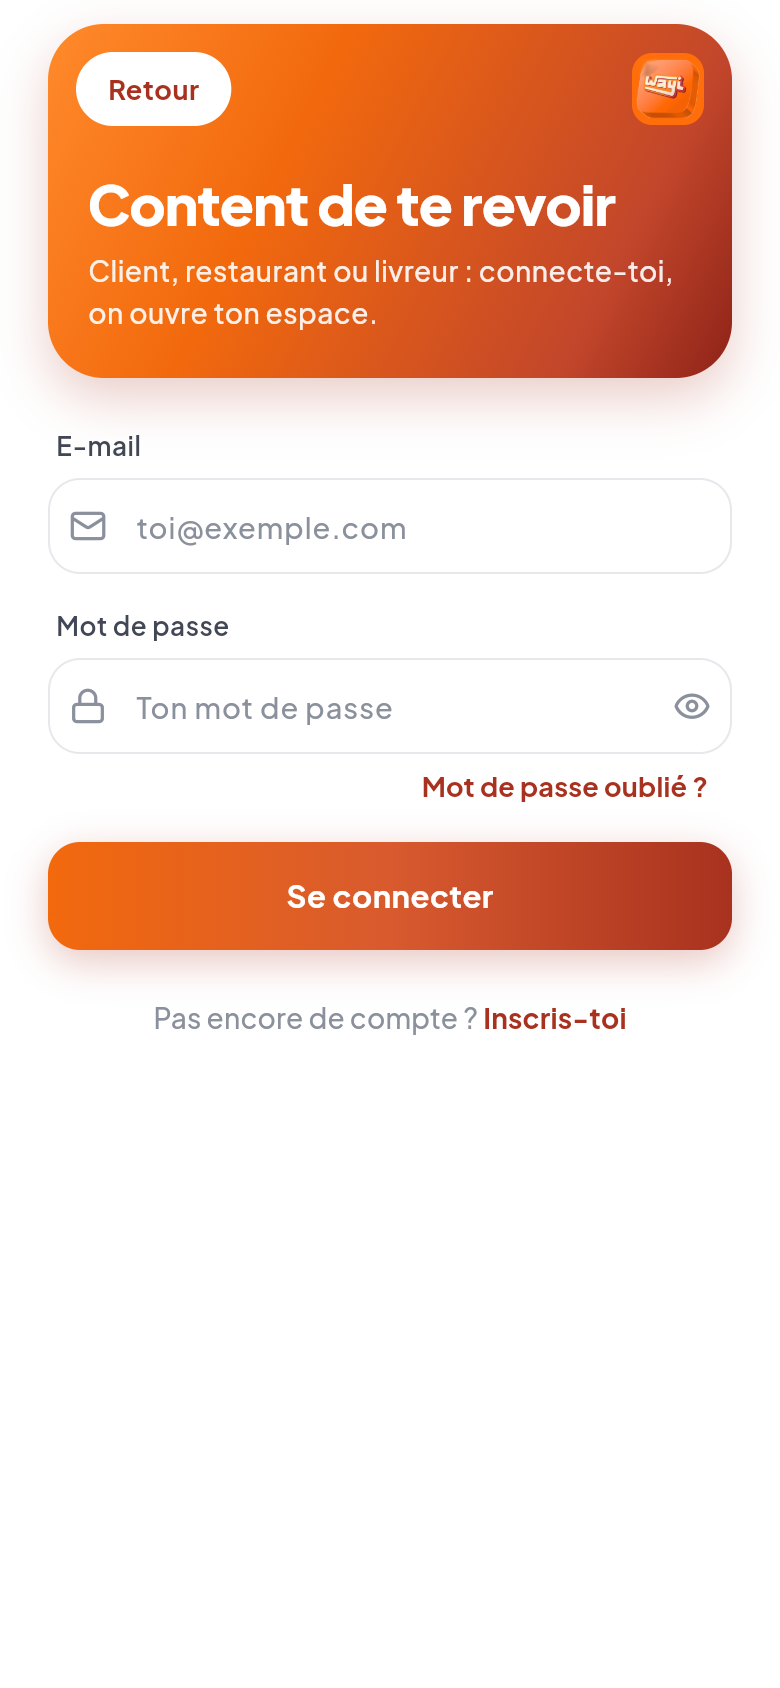 Retour
wayi
Content de te revoir
Client, restaurant ou livreur : connecte-toi,
on ouvre ton espace.
E-mail
toi@exemple.com
Mot de passe
Ton mot de passe
Mot de passe oublié ?
Se connecter
Pas encore de compte ? Inscris-toi